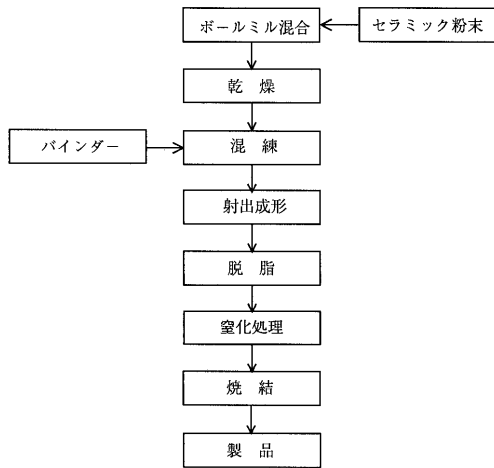 ボールミル混合
セラミック粉末
乾 燥
バインダー
混 練
射出成形
脱 脂
窒化処理
焼 結
製 品